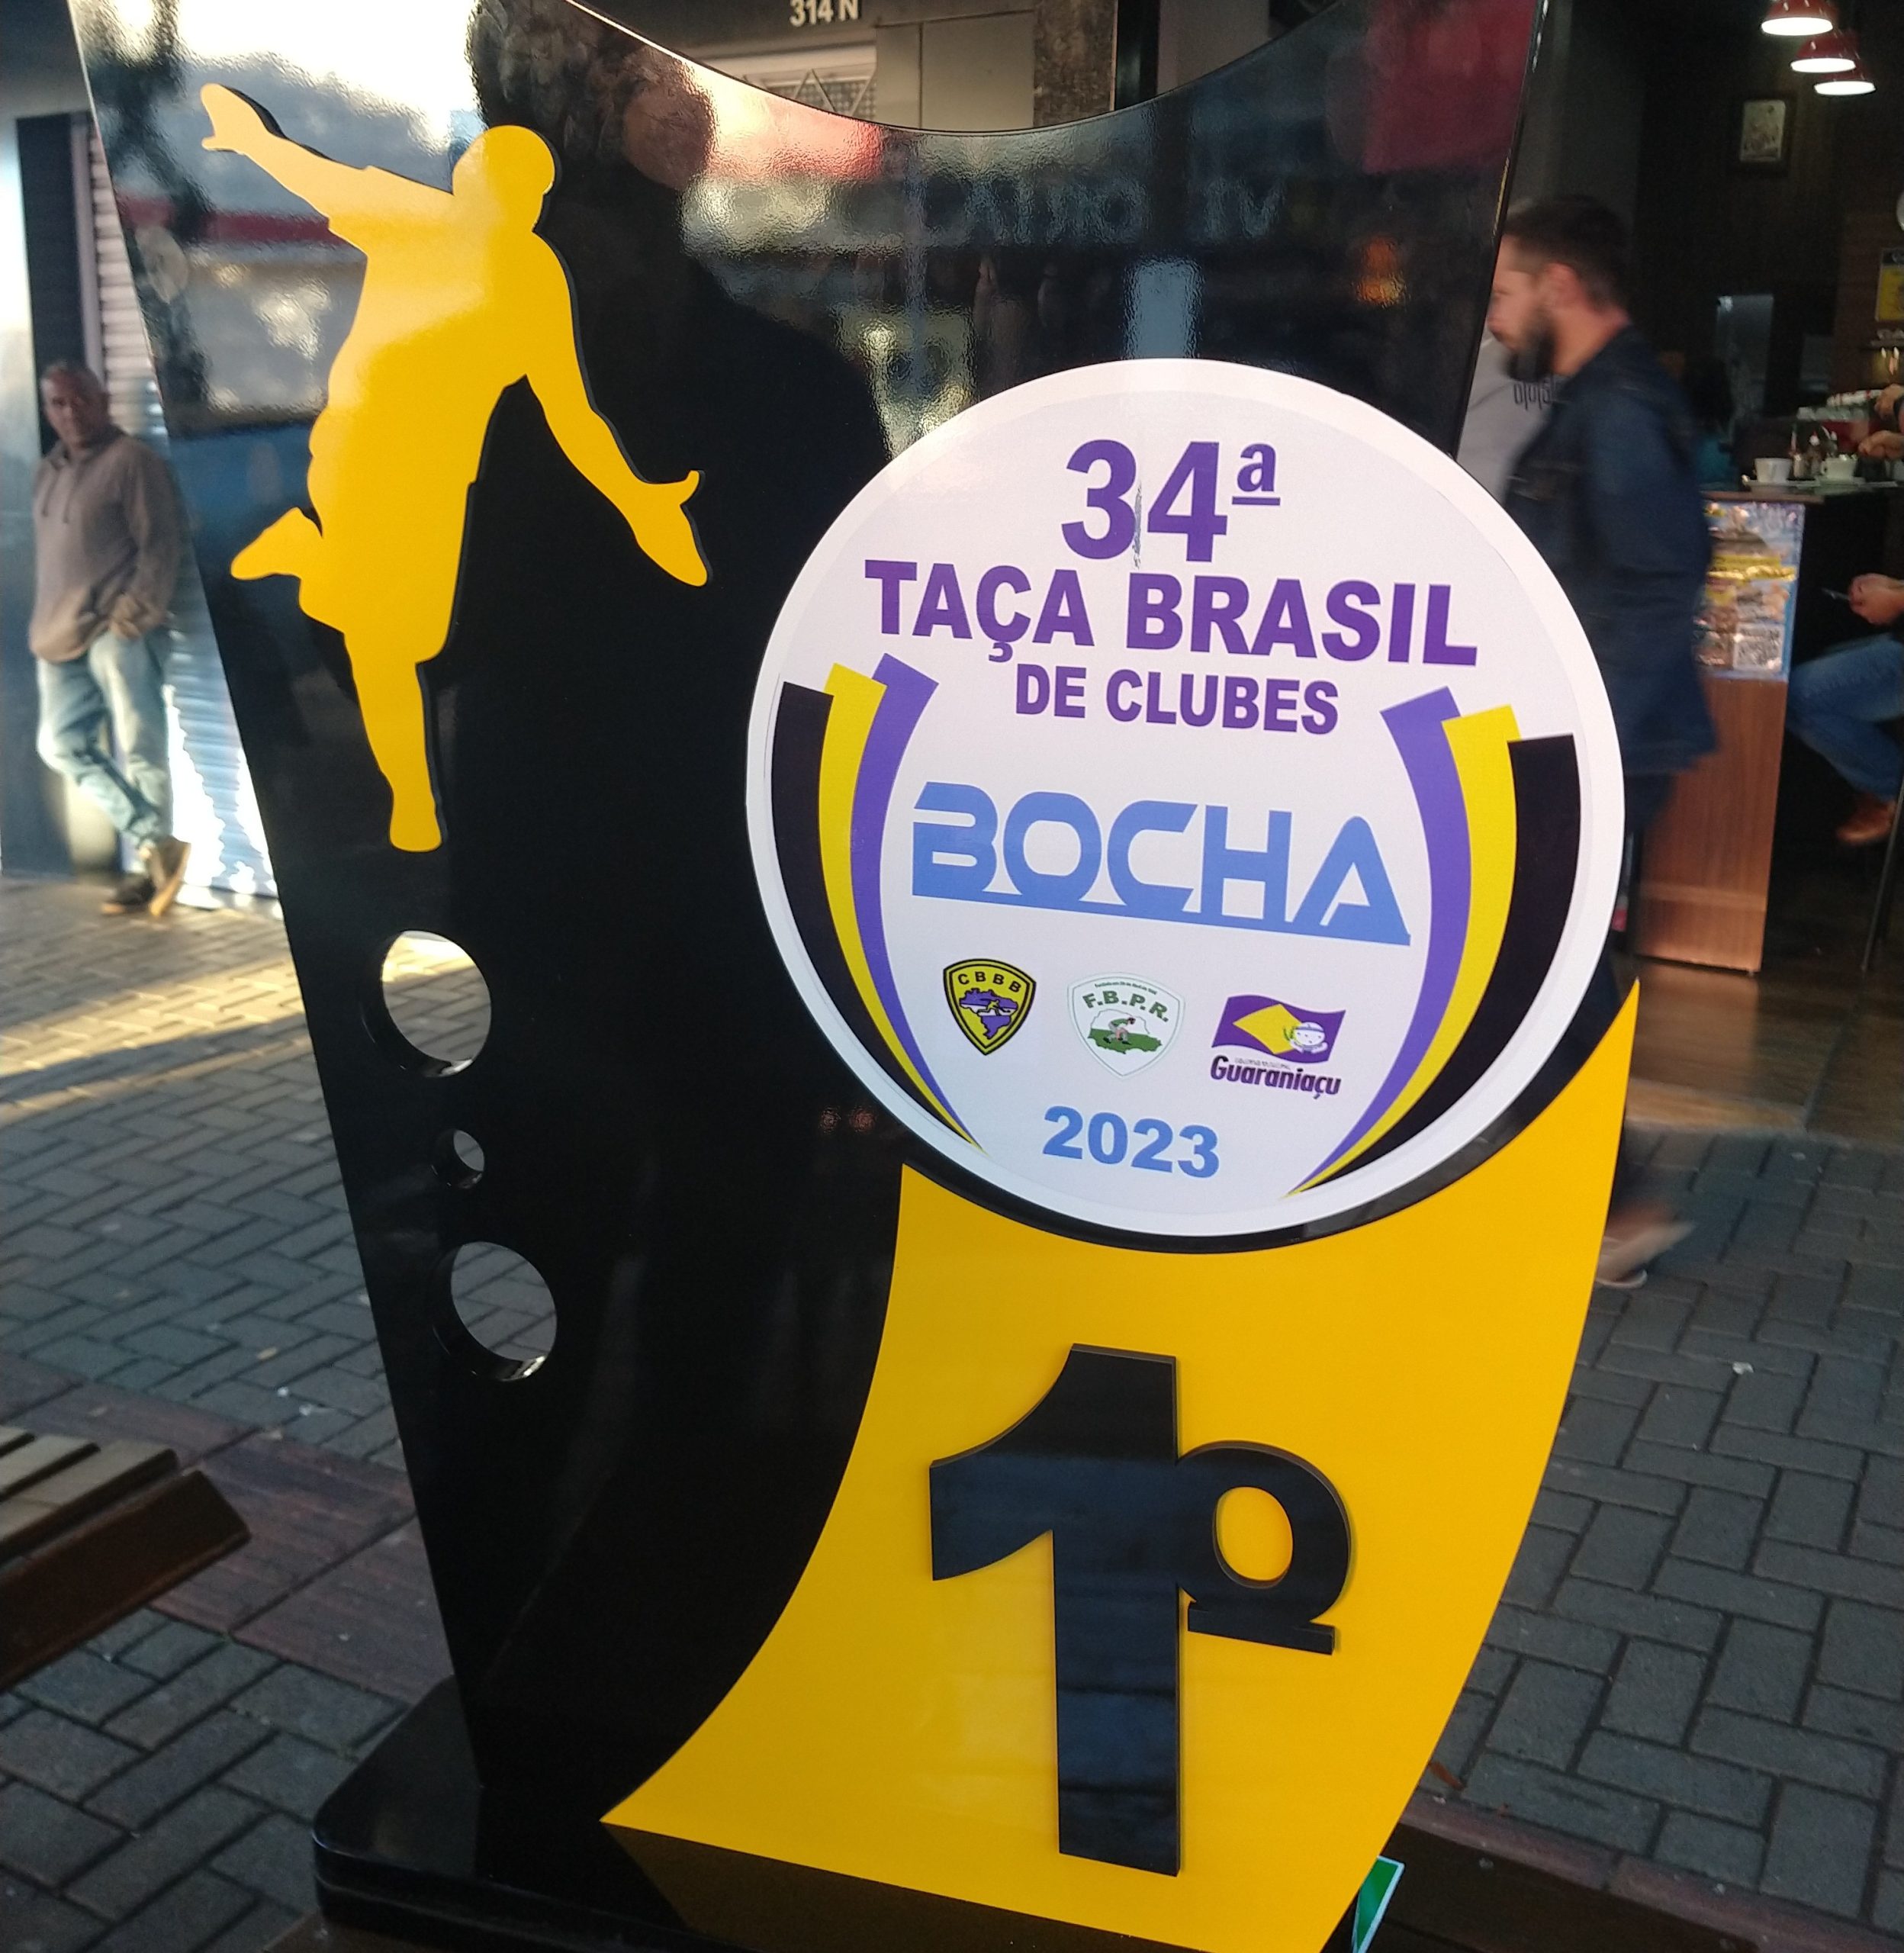 314 N
34ª
TAÇA BRASIL
DE CLUBES
BOCHA
CBBB
F.B.P.R.
Guaraniaçu
2023
1º